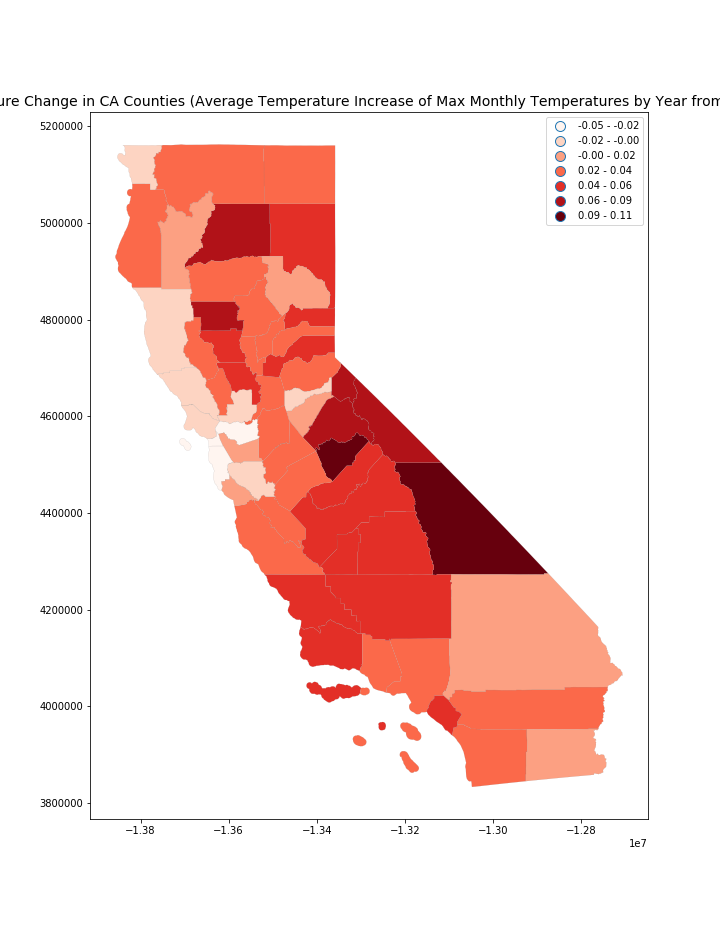 ure Change in CA Counties (Average Temperature Increase of Max Monthly Temperatures by Year from
-0.05 - -0.02
-0.02 - -0.00
-0.00 - 0.02
0.02 - 0.04
0.04 - 0.06
0.06 - 0.09
0.09 - 0.11
5200000
5000000
4800000
4600000
4400000
4200000
4000000
3800000
−1.38 −1.36 −1.34 −1.32 −1.30 −1.28
1e7